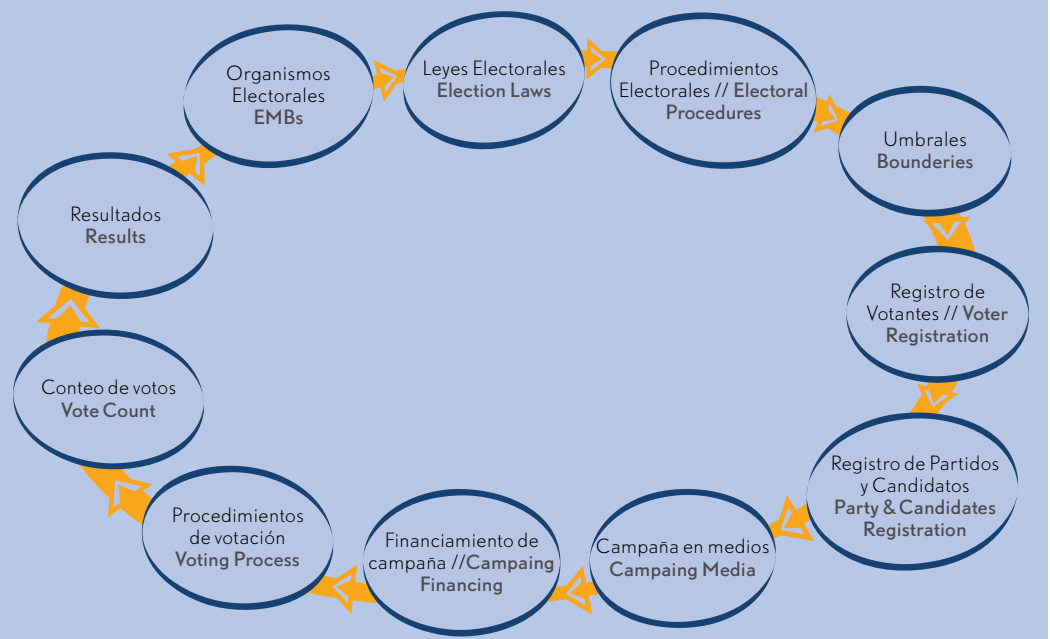 Organismos
Electorales
EMBs
Leyes Electorales
Election Laws
Procedimientos
Electorales // Electoral
Procedures
Umbrales
Bounderies
Registro de
Votantes // Voter
Registration
Registro de Partidos
y Candidatos
Party & Candidates
Registration
Campaña en medios
Campaing Media
Financiamiento de
campaña //Campaing
Financing
Procedimientos
de votación
Voting Process
Conteo de votos
Vote Count
Resultados
Results